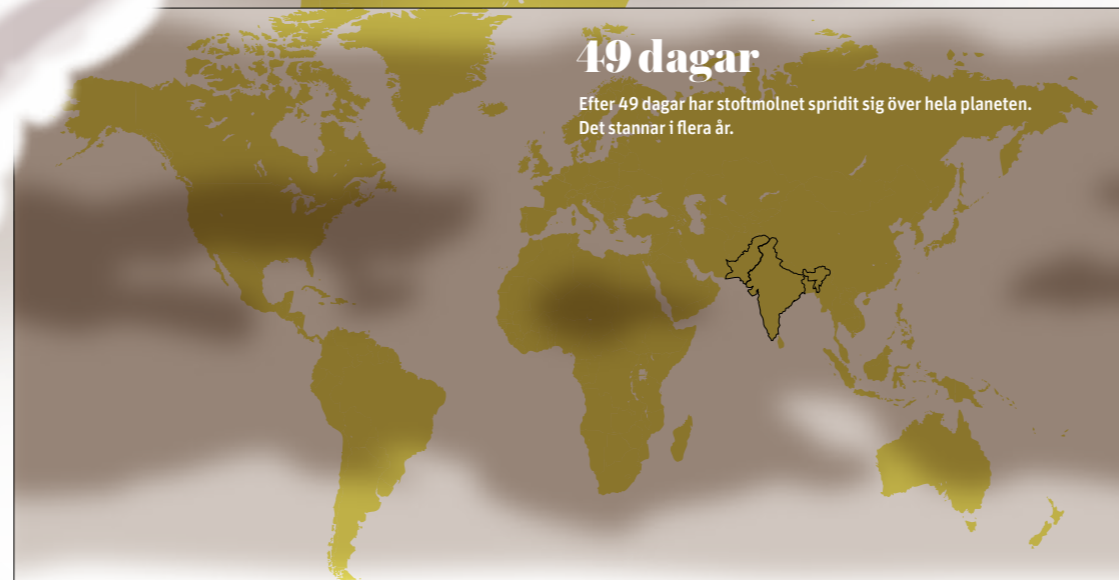 49 dagar
Efter 49 dagar har stoftmolnet spridit sig över hela planeten.
Det stannar i flera år.